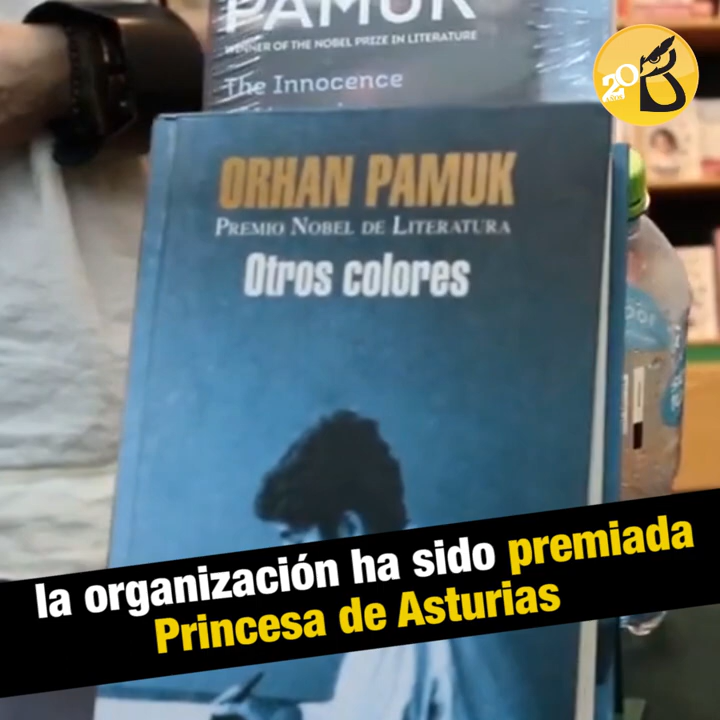 PAMUK
WINNER OF THE NOBEL PRIZE IN LITERATURE
The Innocence
20
B
ORHAN PAMUK
PREMIO NOBEL DE LITERATURA
Otros colores
la organización ha sido premiada
Princesa de Asturias